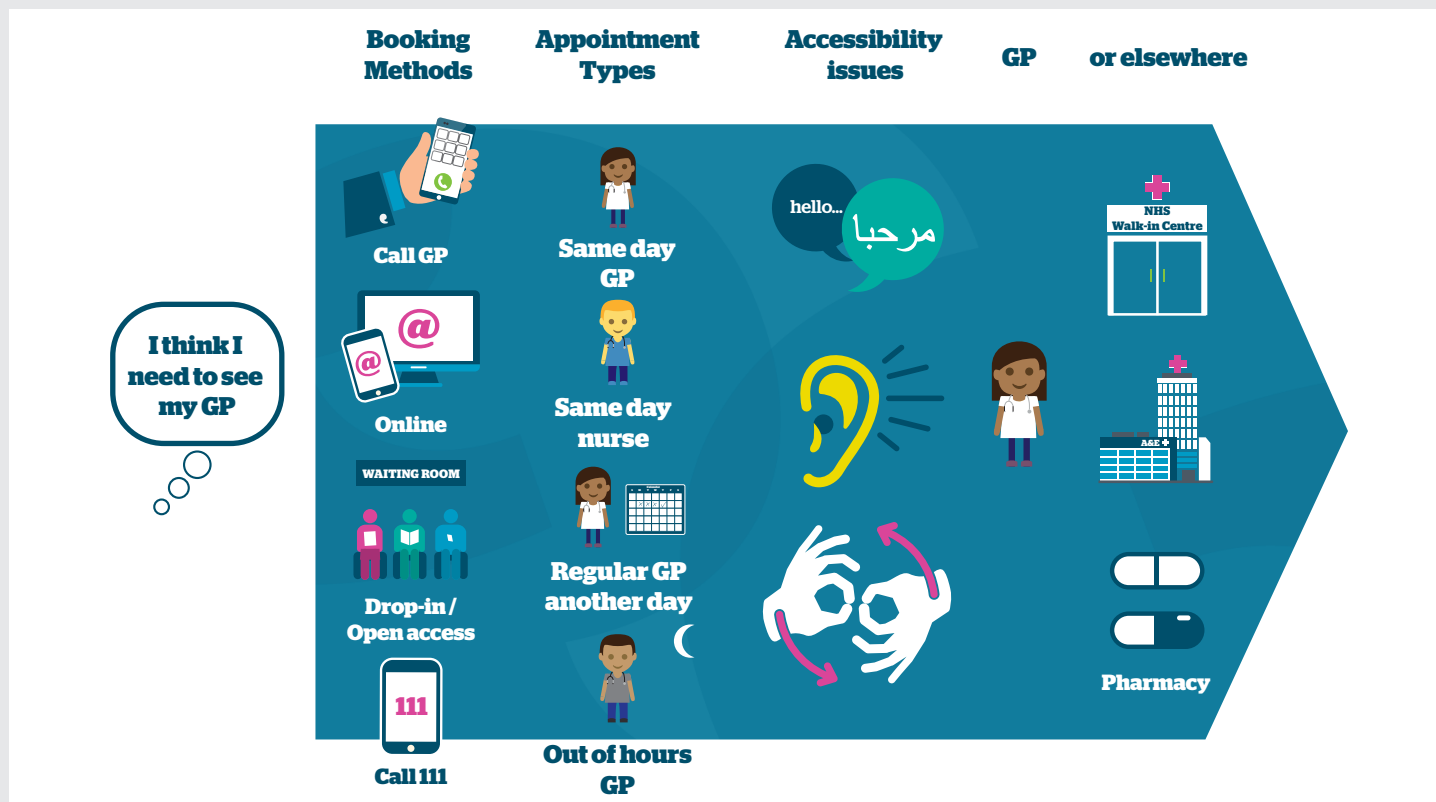 Booking
Methods
Appointment
Types
Accessibility
issues
GP
or elsewhere
I think I
need to see
my GP
Call GP
@
@
Online
WAITING ROOM
Drop-in /
Open access
111
Call 111
Same day
GP
Same day
nurse
Regular GP
another day
Out of hours
GP
hello...
مرحبا
NHS
Walk-in Centre
A&E
Pharmacy